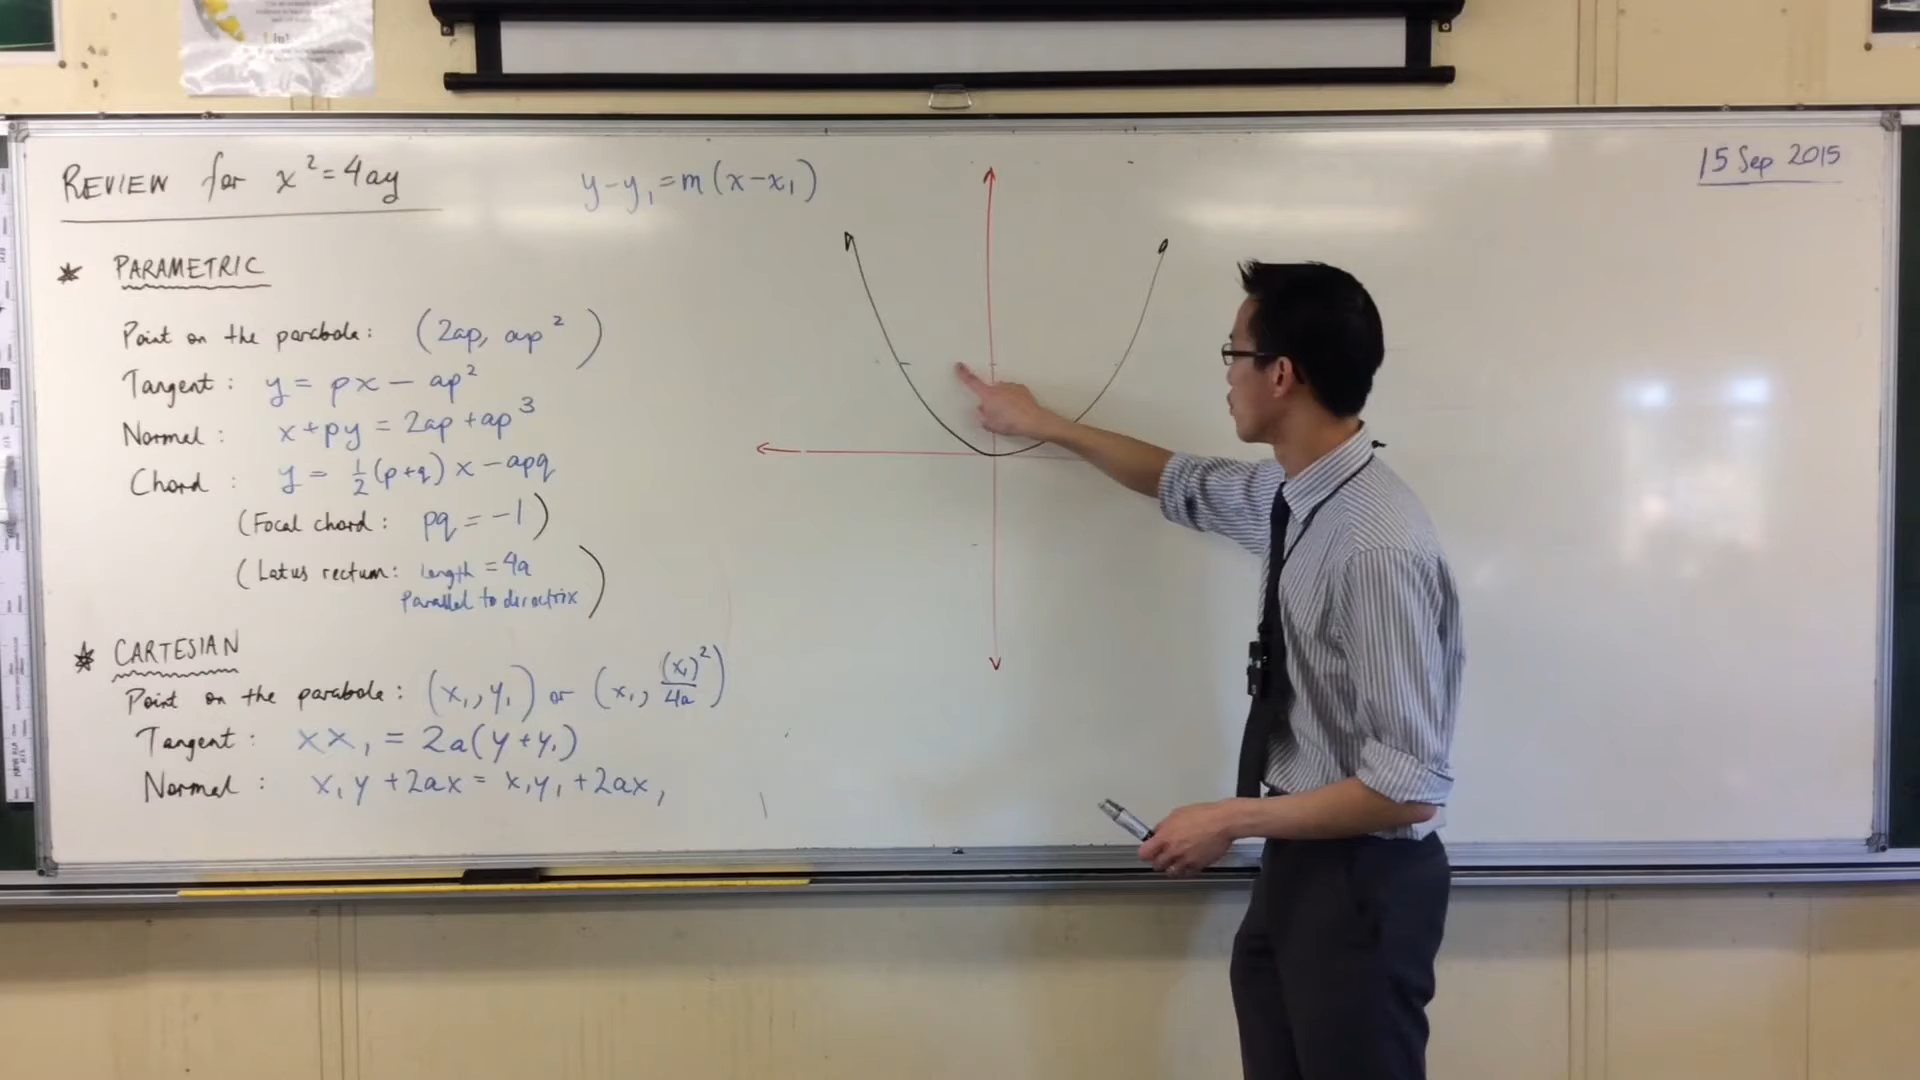 REVIEW for x² = 4ay
y - y₁ = m(x - x₁)
15 Sep 2015
* PARAMETRIC
Point on the parabola: (2ap, ap²)
Tangent: y = px - ap²
Normal: x + py = 2ap + ap³
Chord: y = ½(p+q)x - apq
(Focal chord: pq = -1)
(Latus rectum: length = 4a
Parallel to directrix)
* CARTESIAN
Point on the parabola: (x₁, y₁) or (x₁, (x₁)²/4a)
Tangent: xx₁ = 2a(y + y₁)
Normal: x₁y + 2ax = x₁y₁ + 2ax₁